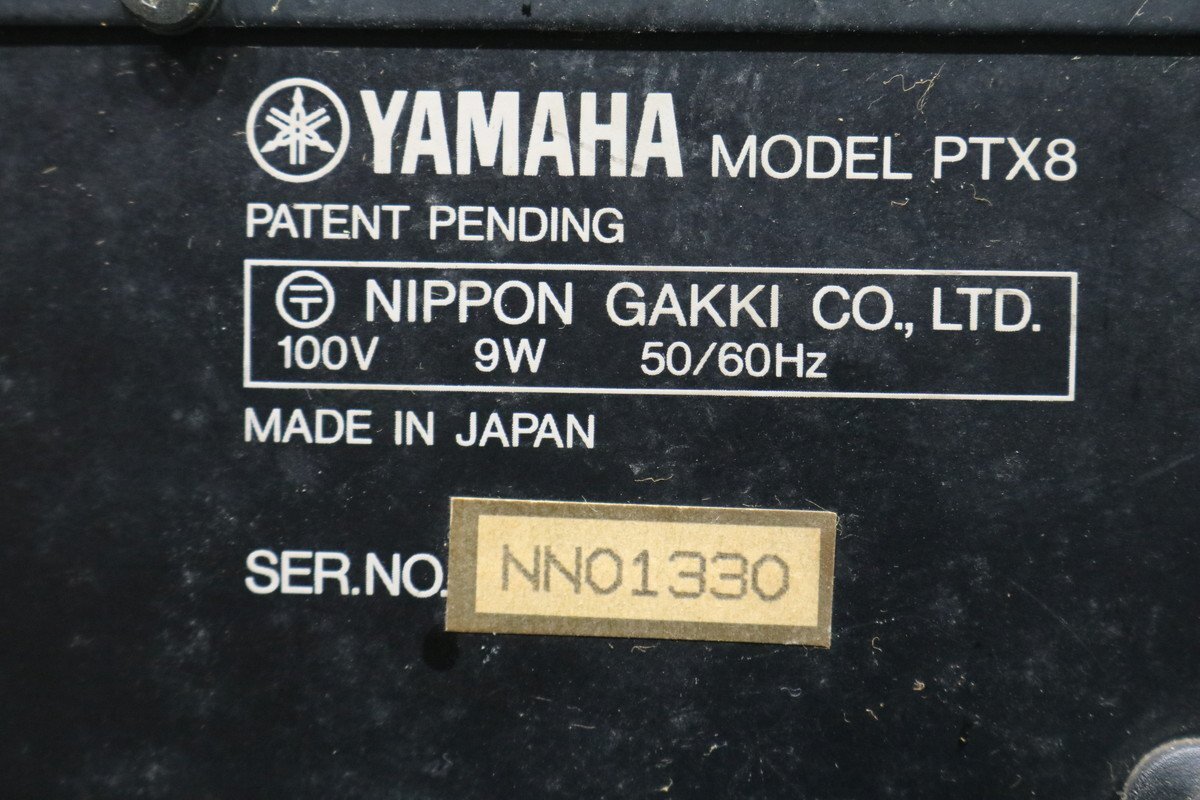 YAMAHA MODEL PTX8
PATENT PENDING
NIPPON GAKKI CO., LTD.
100V 9W 50/60Hz
MADE IN JAPAN
SER.NO. NN01330